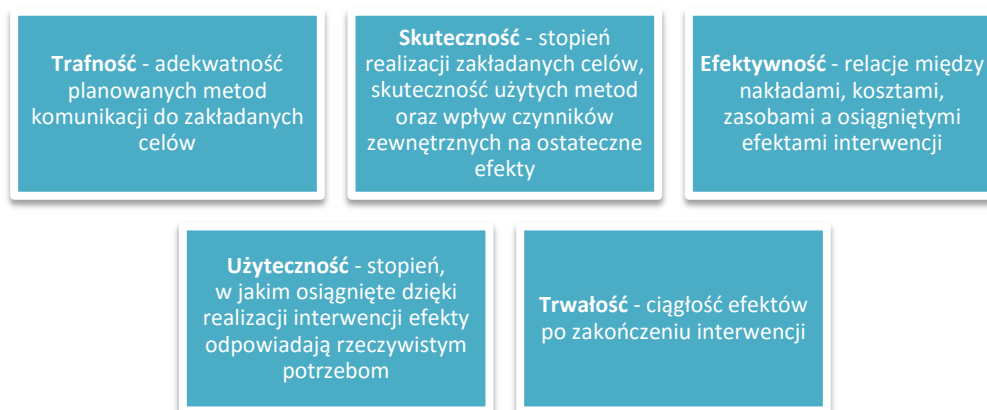 Trafność - adekwatność
planowanych metod
komunikacji do zakładanych
celów
Skuteczność - stopień
realizacji zakładanych celów,
skuteczność użytych metod
oraz wpływ czynników
zewnętrznych na ostateczne
efekty
Efektywność - relacje między
nakładami, kosztami,
zasobami a osiągniętymi
efektami interwencji
Użyteczność - stopień,
w jakim osiągnięte dzięki
realizacji interwencji efekty
odpowiadają rzeczywistym
potrzebom
Trwałość - ciągłość efektów
po zakończeniu interwencji